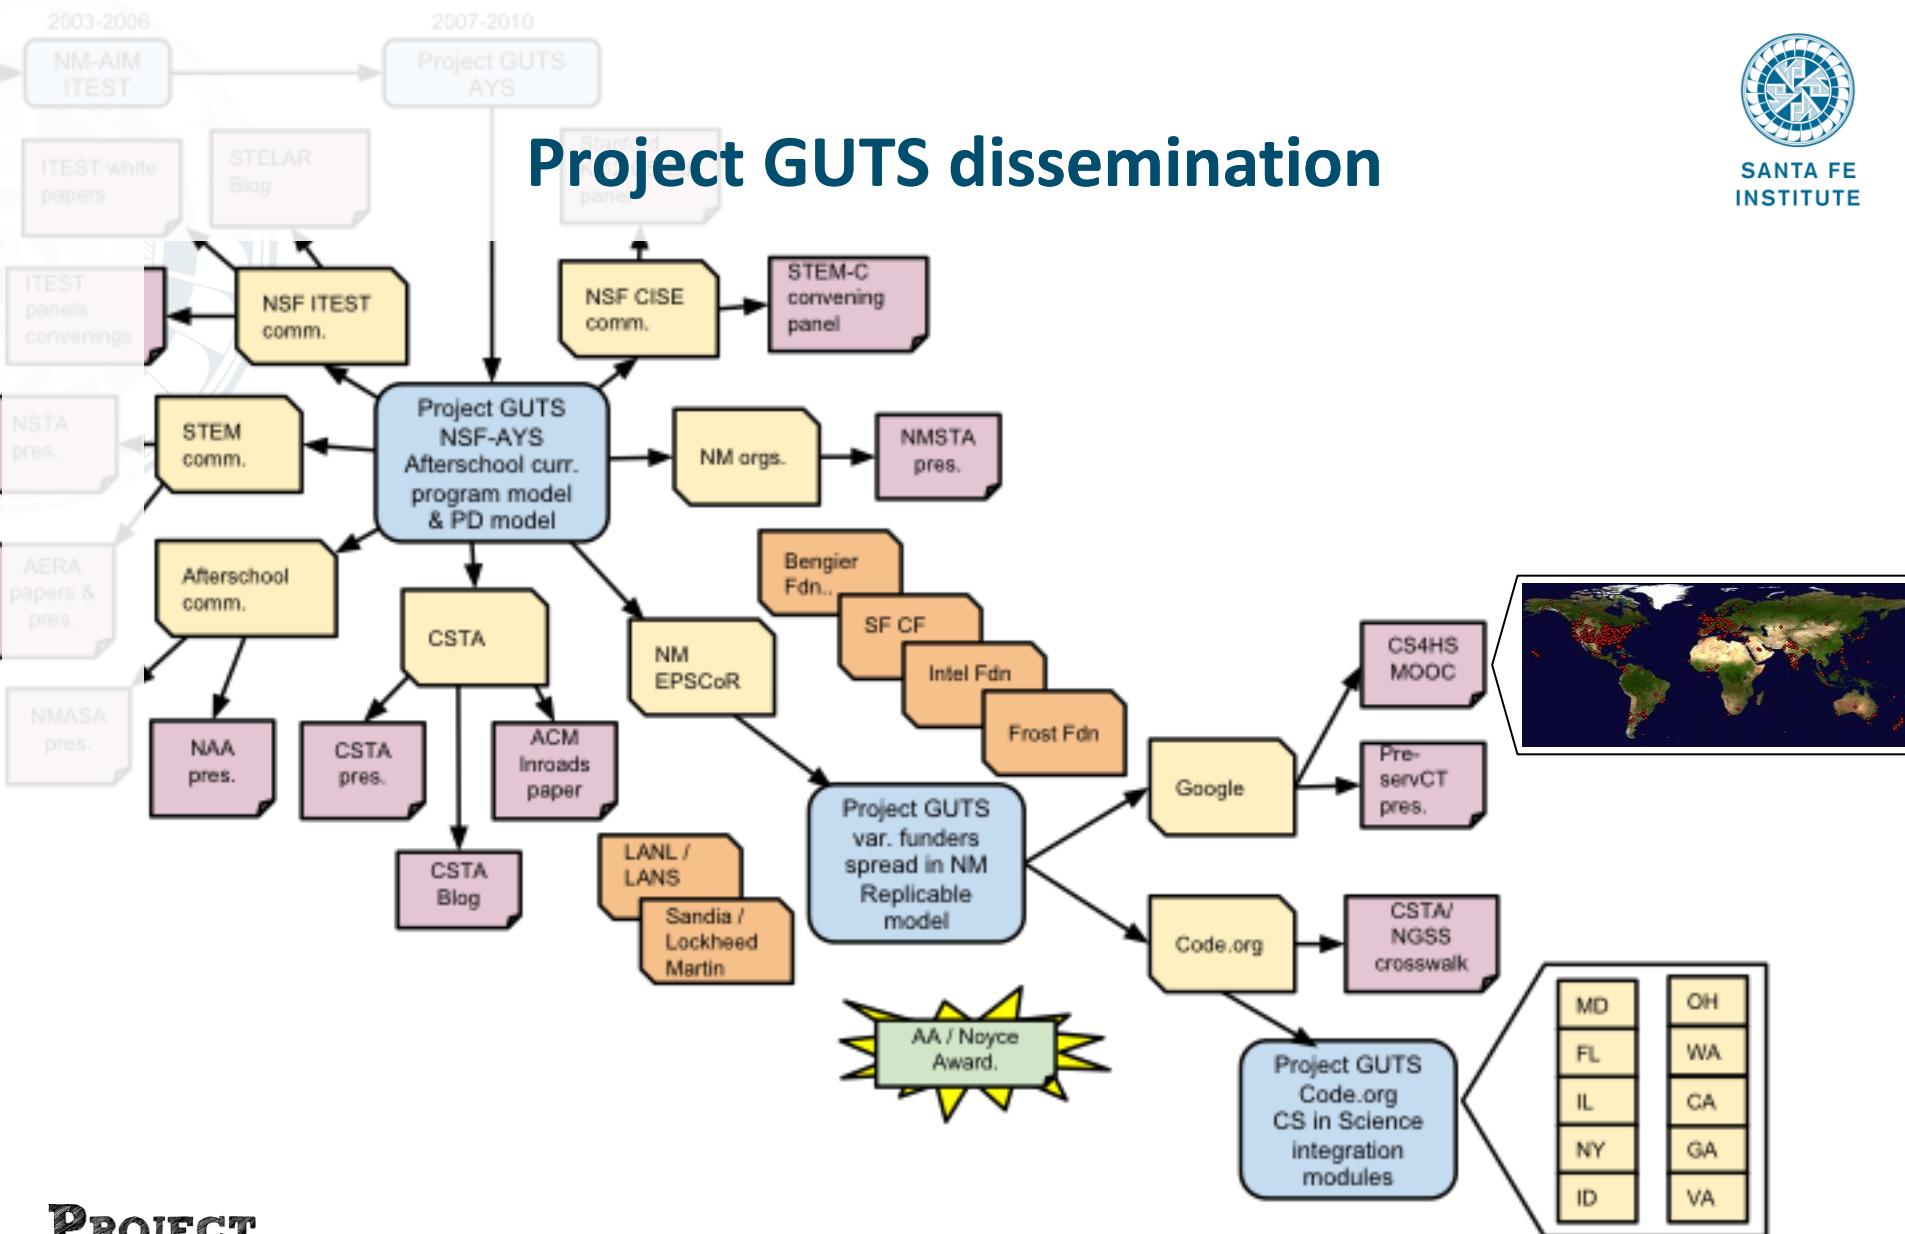 2003-2006
2007-2010
NM-AIM
ITEST
Project GUTS
AYS
Project GUTS dissemination
SANTA FE
INSTITUTE
ITEST white
papers
STELAR
Blog
Stanford
panel
ITEST
panels
convenings
NSF ITEST
comm.
NSF CISE
comm.
STEM-C
convening
panel
NSTA
pres.
STEM
comm.
Project GUTS
NSF-AYS
Afterschool curr.
program model
& PD model
NM orgs.
NMSTA
pres.
AERA
papers &
pres.
Afterschool
comm.
CSTA
NM
EPSCoR
Bengier
Fdn..
SF CF
Intel Fdn
Frost Fdn
CS4HS
MOOC
NMASA
pres.
NAA
pres.
CSTA
pres.
ACM
Inroads
paper
Google
Pre-
servCT
pres.
CSTA
Blog
LANL /
LANS
Sandia /
Lockheed
Martin
Project GUTS
var. funders
spread in NM
Replicable
model
Code.org
CSTA/
NGSS
crosswalk
AA / Noyce
Award.
Project GUTS
Code.org
CS in Science
integration
modules
MD
FL
IL
NY
ID
OH
WA
CA
GA
VA
PROJECT